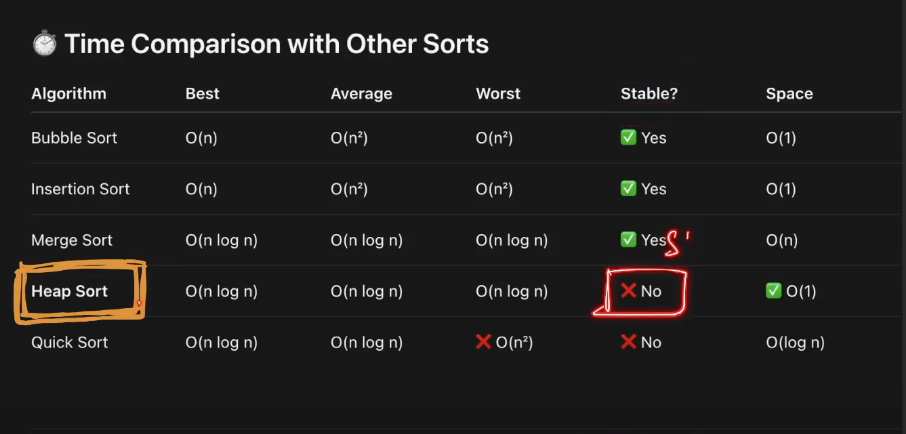 ⏱️ Time Comparison with Other Sorts
Algorithm Best Average Worst Stable? Space
Bubble Sort O(n) O(n²) O(n²) ✅ Yes O(1)
Insertion Sort O(n) O(n²) O(n²) ✅ Yes O(1)
Merge Sort O(n log n) O(n log n) O(n log n) ✅ Yes O(n)
Heap Sort O(n log n) O(n log n) O(n log n) ❌ No ✅ O(1)
Quick Sort O(n log n) O(n log n) ❌ O(n²) ❌ No O(log n)